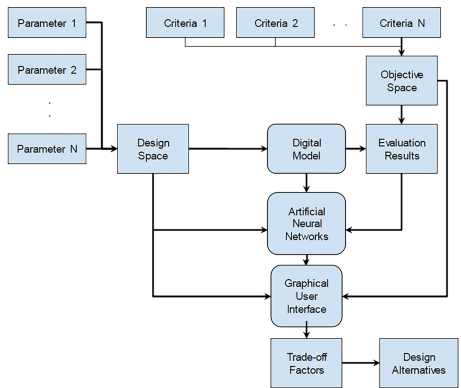 Parameter 1
Criteria 1
Criteria 2
. .
Criteria N
Parameter 2
Objective
Space
.
.
Parameter N
Design
Space
Digital
Model
Evaluation
Results
Artificial
Neural
Networks
Graphical
User
Interface
Trade-off
Factors
Design
Alternatives